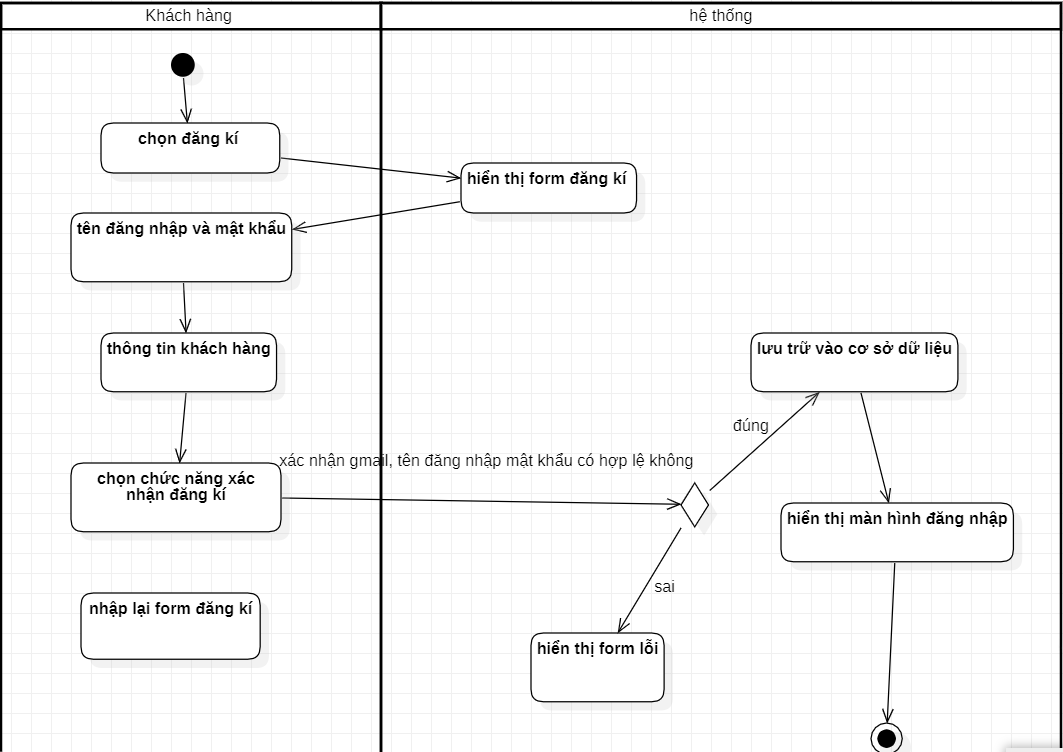 Khách hàng
hệ thống
chọn đăng kí
hiển thị form đăng kí
tên đăng nhập và mật khẩu
thông tin khách hàng
lưu trữ vào cơ sở dữ liệu
đúng
xác nhận gmail, tên đăng nhập mật khẩu có hợp lệ không
chọn chức năng xác
nhận đăng kí
hiển thị màn hình đăng nhập
sai
nhập lại form đăng kí
hiển thị form lỗi